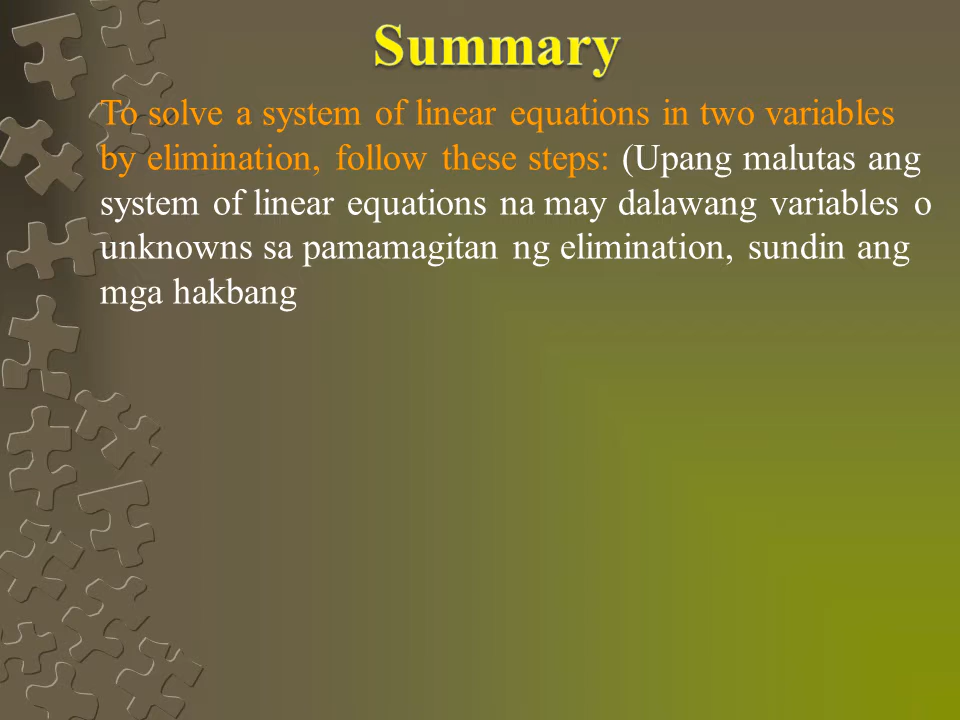 Summary
To solve a system of linear equations in two variables
by elimination, follow these steps: (Upang malutas ang
system of linear equations na may dalawang variables o
unknowns sa pamamagitan ng elimination, sundin ang
mga hakbang